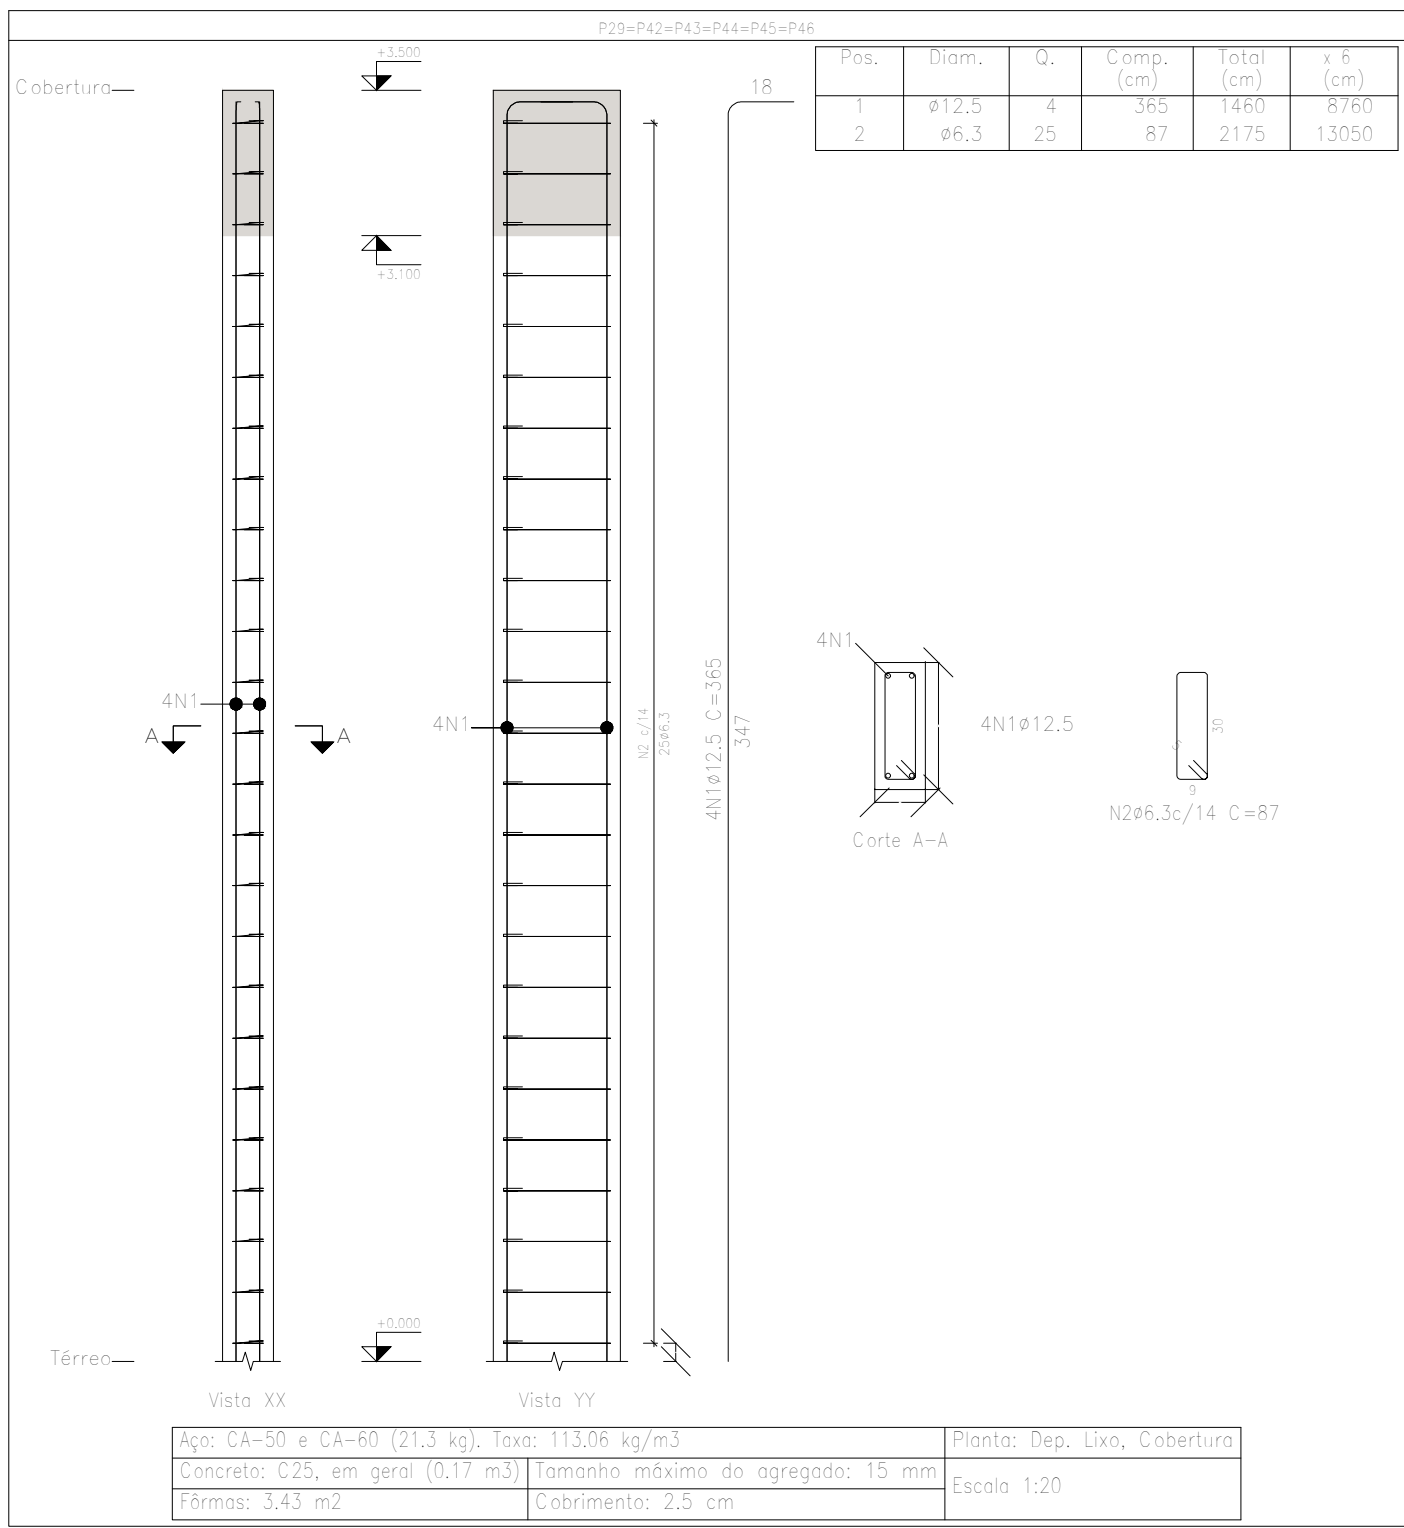 P29=P42=P43=P44=P45=P46
Pos. Diam. Q. Comp. (cm) Total (cm) x 6 (cm)
1 ø12.5 4 365 1460 8760
2 ø6.3 25 87 2175 13050
Cobertura
+3.500
18
+3.100
4N1
A A
4N1
N2 c/14
25ø6.3
4N1ø12.5 C=365
347
4N1
4N1ø12.5
Corte A-A
5
30
9
N2ø6.3c/14 C=87
+0.000
Térreo
Vista XX
Vista YY
Aço: CA-50 e CA-60 (21.3 kg). Taxa: 113.06 kg/m3
Planta: Dep. Lixo, Cobertura
Concreto: C25, em geral (0.17 m3)
Tamanho máximo do agregado: 15 mm
Escala 1:20
Fôrmas: 3.43 m2
Cobrimento: 2.5 cm